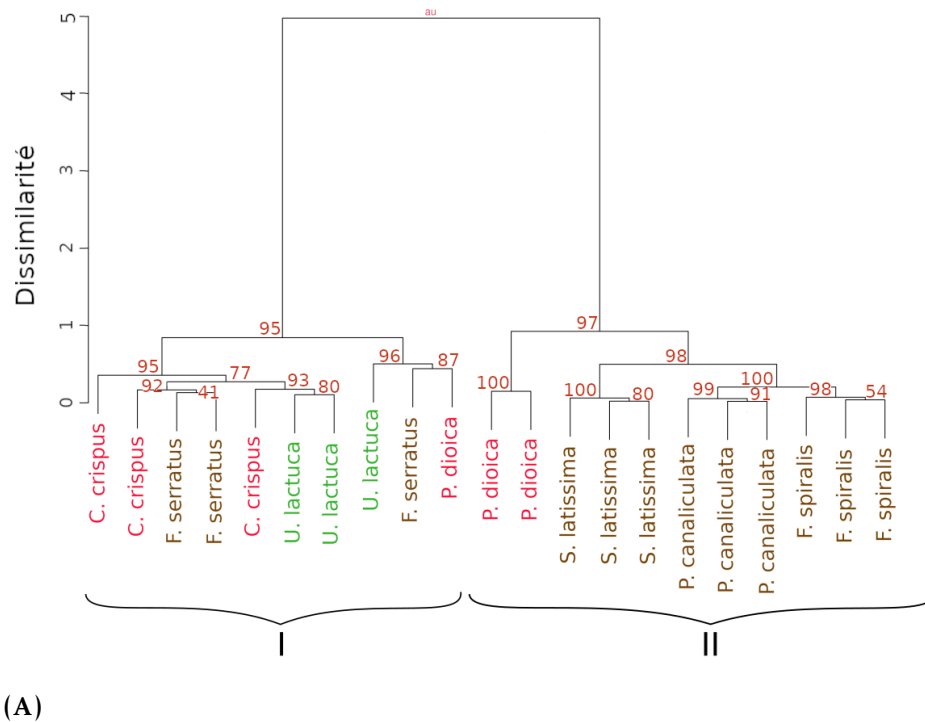 au
5
4
3
2
1
0
Dissimilarité
95
97
95
77
92
41
93
80
96
87
100
98
100
80
100
99
91
98
54
C. crispus
C. crispus
F. serratus
F. serratus
C. crispus
U. lactuca
U. lactuca
U. lactuca
F. serratus
P. dioica
P. dioica
P. dioica
S. latissima
S. latissima
S. latissima
P. canaliculata
P. canaliculata
P. canaliculata
F. spiralis
F. spiralis
F. spiralis
I
II
(A)